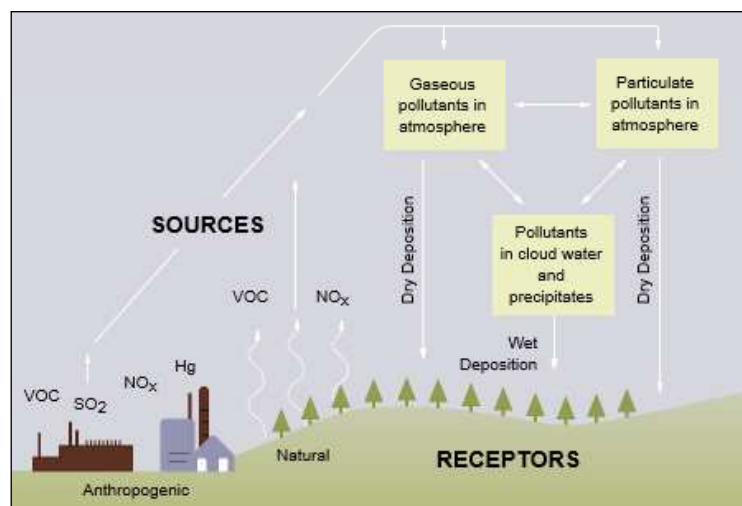 Gaseous
pollutants in
atmosphere
Particulate
pollutants in
atmosphere
SOURCES
Dry Deposition
Dry Deposition
Pollutants
in cloud water
and
precipitates
VOC
NOx
Wet
Deposition
Hg
NOx
VOC
SO2
Natural
RECEPTORS
Anthropogenic